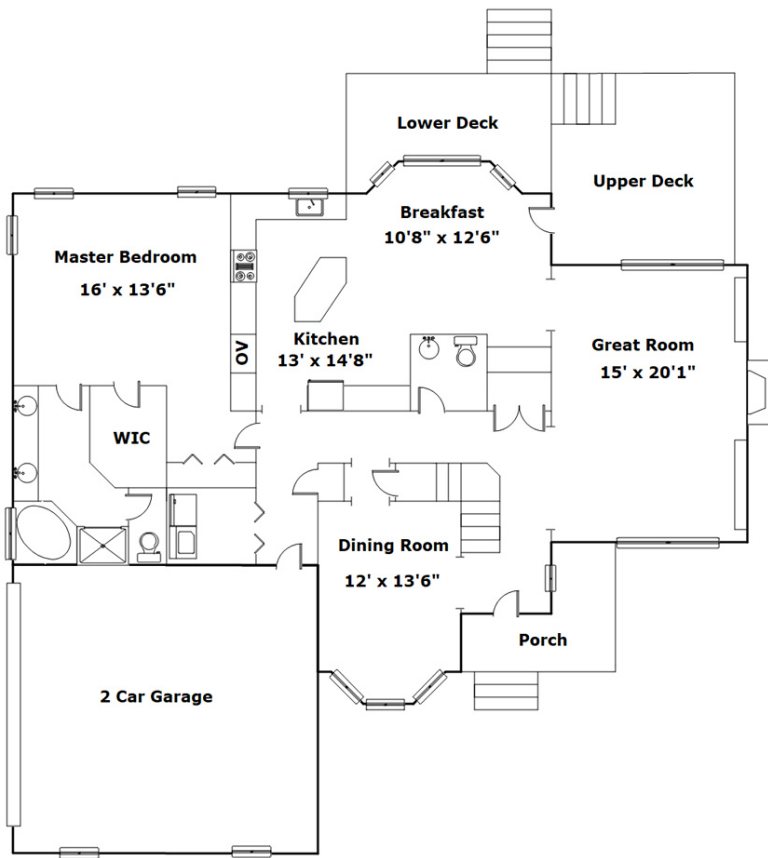 Lower Deck
Upper Deck
Breakfast
10'8" x 12'6"
Master Bedroom
16' x 13'6"
OV
Kitchen
13' x 14'8"
Great Room
15' x 20'1"
WIC
Dining Room
12' x 13'6"
Porch
2 Car Garage